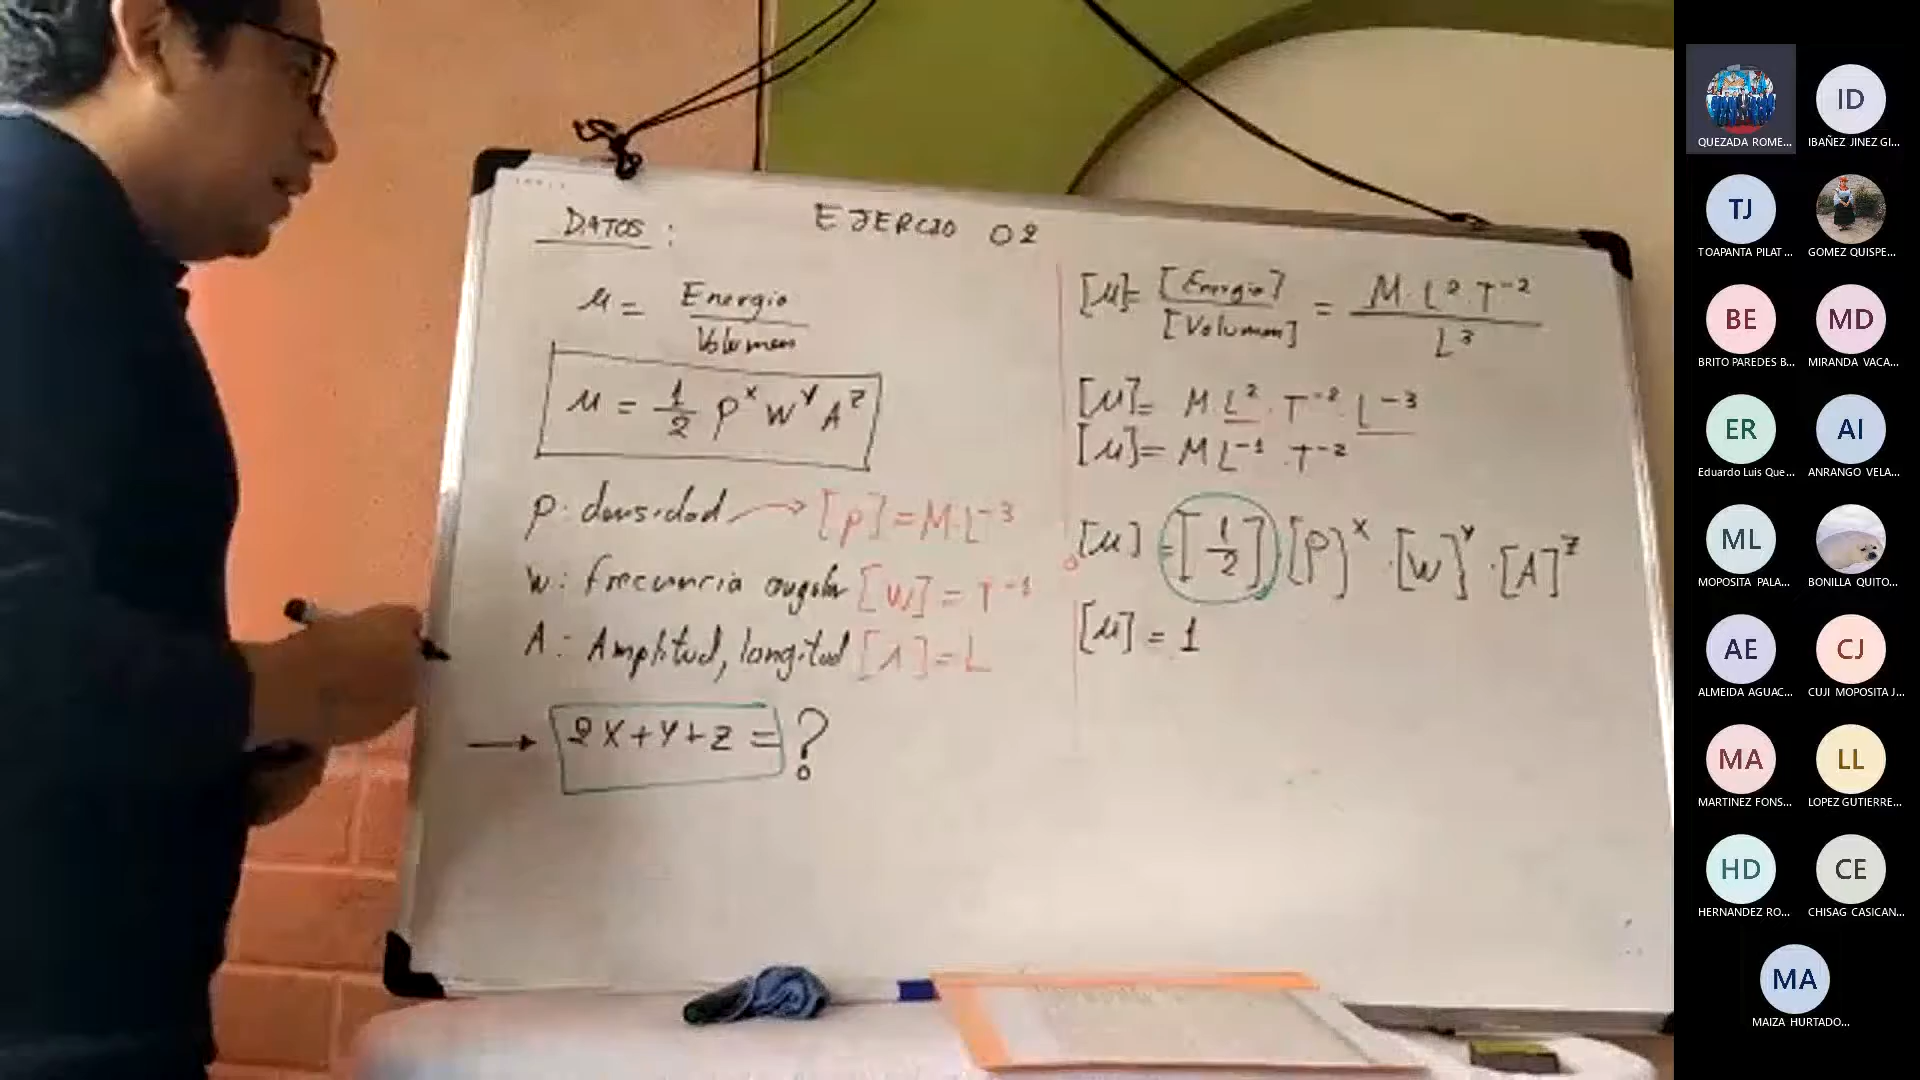 EJERCIO 02
DATOS:
μ = Energia / Volumen
μ = 1/2 ρ^x w^y A^z
ρ: densidad → [ρ] = M·L^-3
w: frecuencia angular [w] = T^-1
A: Amplitud, longitud [A] = L
→ 2x+y+z = ?
[μ] = [Energia] / [Volumen] = M·L^2·T^-2 / L^3
[μ] = M·L^2·T^-2·L^-3
[μ] = M L^-1·T^-2
[μ] = [1/2] [ρ]^x·[w]^y·[A]^z
[μ] = 1
QUEZADA ROME...
ID
IBAÑEZ JINEZ GI...
TJ
TOAPANTA PILAT...
GOMEZ QUISPE...
BE
BRITO PAREDES B...
MD
MIRANDA VACA...
ER
Eduardo Luis Que...
AI
ANRANGO VELA...
ML
MOPOSITA PALA...
BONILLA QUITO...
AE
ALMEIDA AGUAC...
CJ
CUJI MOPOSITA J...
MA
MARTINEZ FONS...
LL
LOPEZ GUTIERRE...
HD
HERNANDEZ RO...
CE
CHISAG CASICAN...
MA
MAIZA HURTADO...